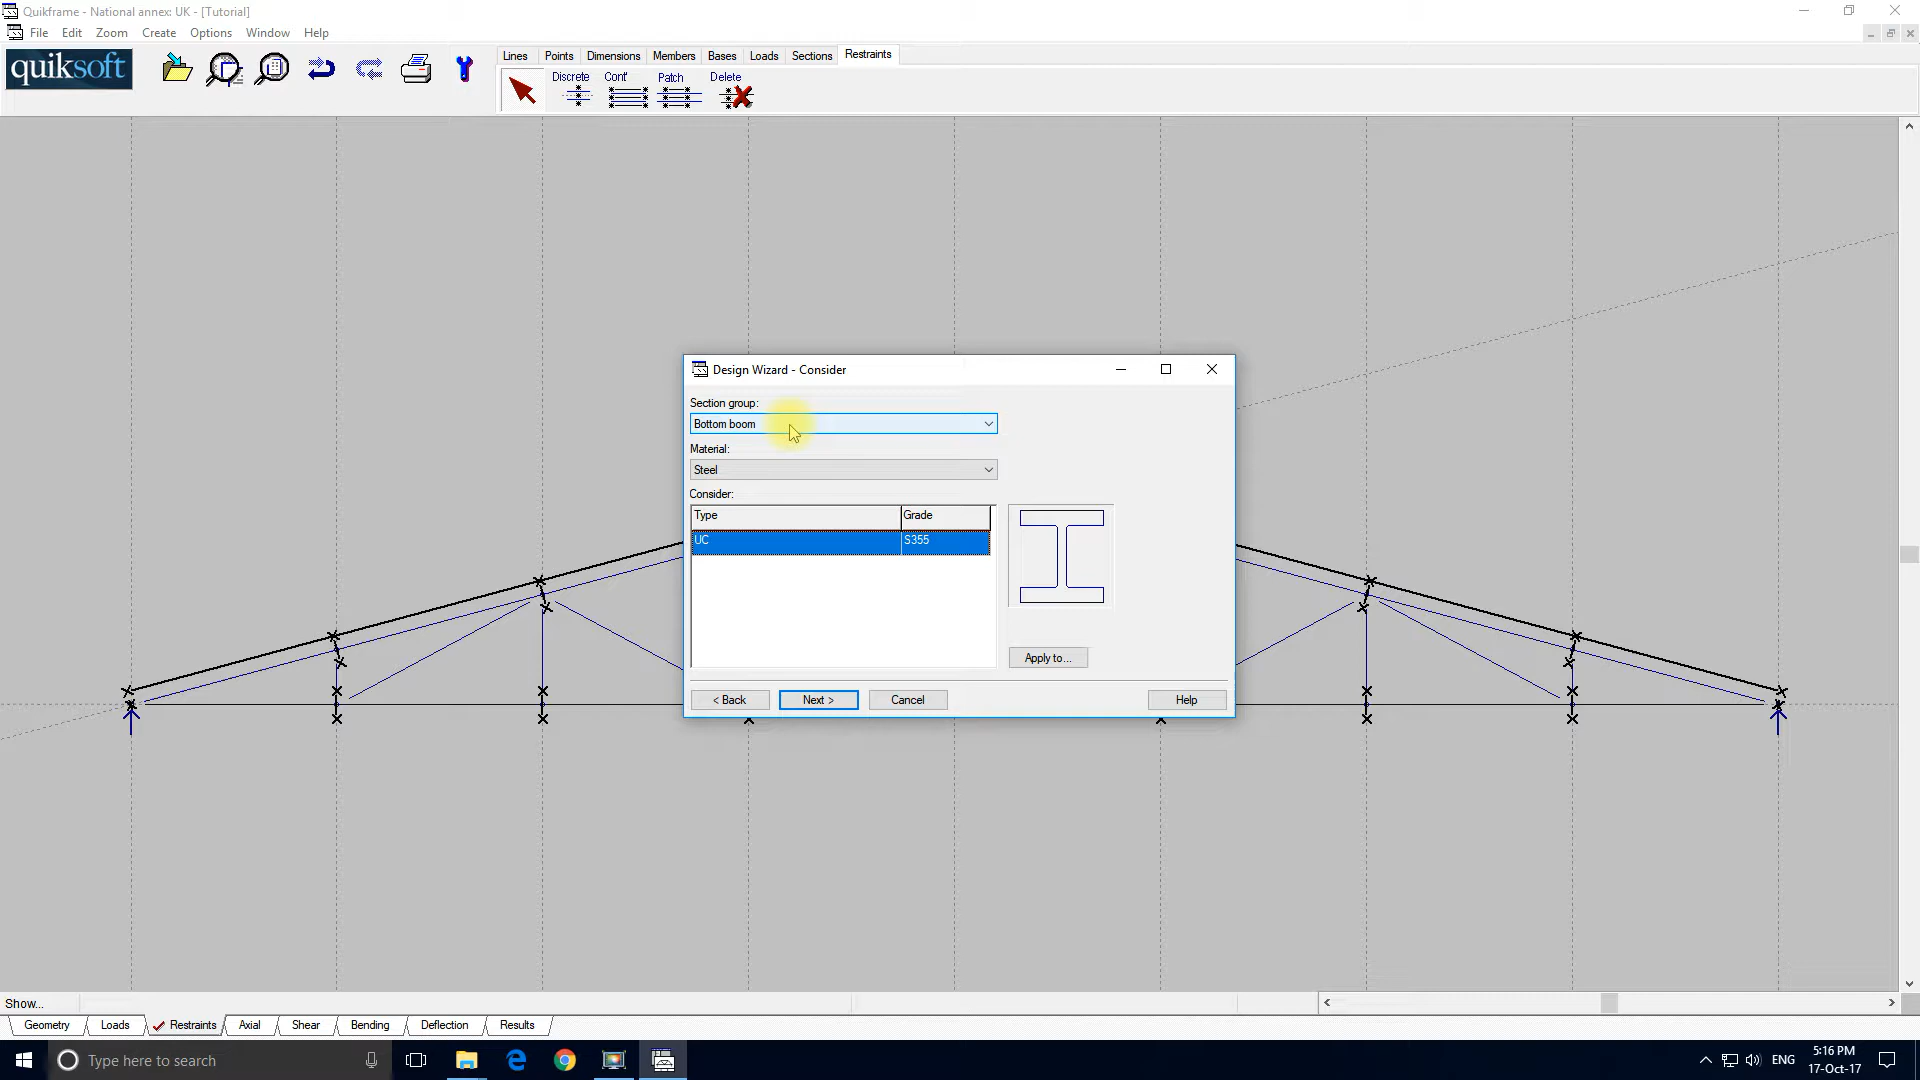 Quikframe - National annex: UK - [Tutorial]
File Edit Zoom Create Options Window Help
quiksoft
Lines Points Dimensions Members Bases Loads Sections Restraints
Discrete Cont' Patch Delete
Design Wizard - Consider
Section group:
Bottom boom
Material:
Steel
Consider:
Type Grade
UC S355
Apply to...
< Back Next > Cancel Help
Show...
Geometry Loads Restraints Axial Shear Bending Deflection Results
Type here to search
ENG
5:16 PM
17-Oct-17